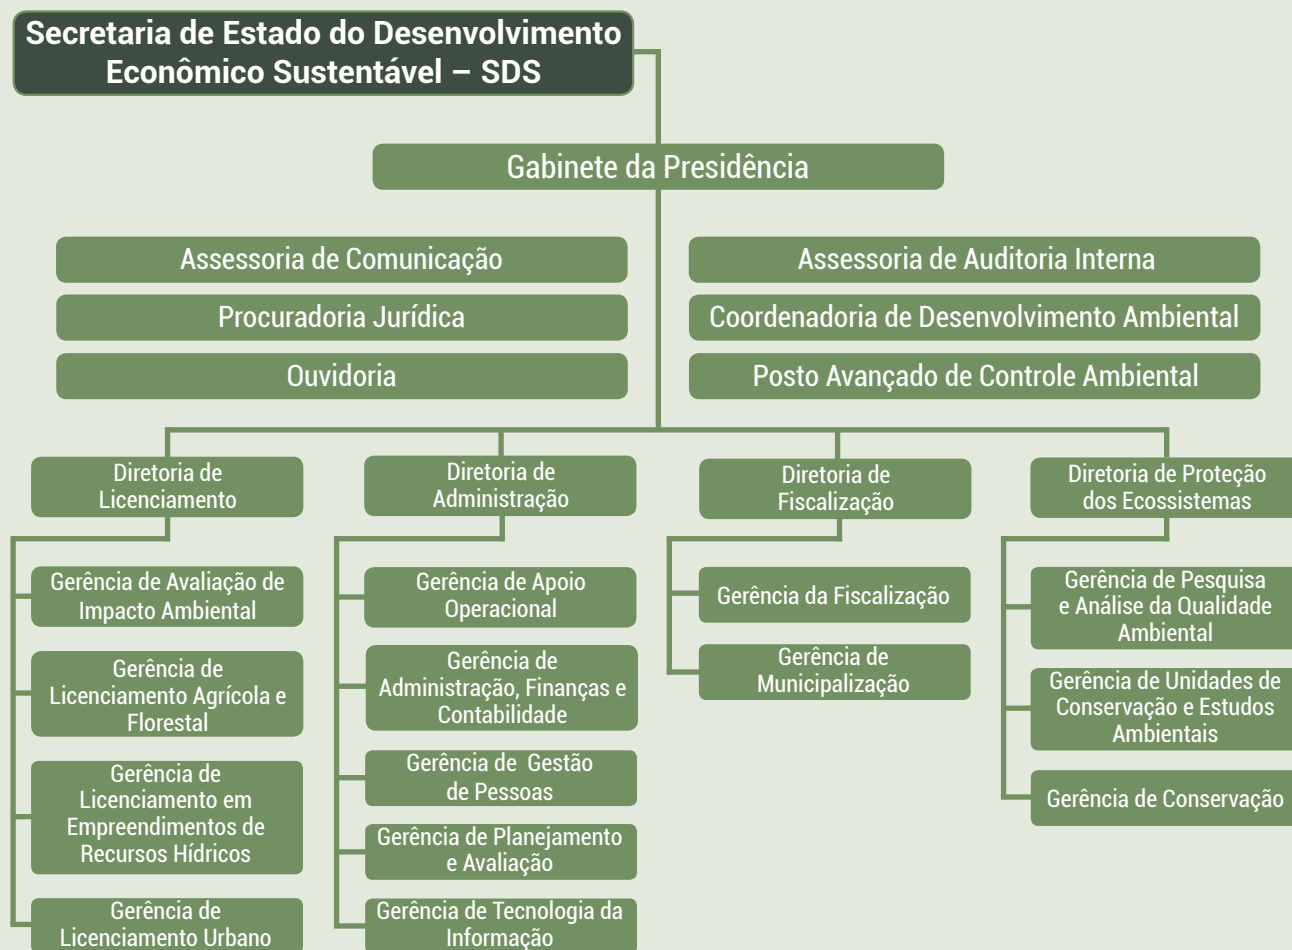 Secretaria de Estado do Desenvolvimento
Econômico Sustentável – SDS
Gabinete da Presidência
Assessoria de Comunicação
Procuradoria Jurídica
Ouvidoria
Assessoria de Auditoria Interna
Coordenadoria de Desenvolvimento Ambiental
Posto Avançado de Controle Ambiental
Diretoria de
Licenciamento
Gerência de Avaliação de
Impacto Ambiental
Gerência de
Licenciamento Agrícola e
Florestal
Gerência de
Licenciamento em
Empreendimentos de
Recursos Hídricos
Gerência de
Licenciamento Urbano
Diretoria de
Administração
Gerência de Apoio
Operacional
Gerência de
Administração, Finanças e
Contabilidade
Gerência de Gestão
de Pessoas
Gerência de Planejamento
e Avaliação
Gerência de Tecnologia da
Informação
Diretoria de
Fiscalização
Gerência da Fiscalização
Gerência de
Municipalização
Diretoria de Proteção
dos Ecossistemas
Gerência de Pesquisa
e Análise da Qualidade
Ambiental
Gerência de Unidades de
Conservação e Estudos
Ambientais
Gerência de Conservação